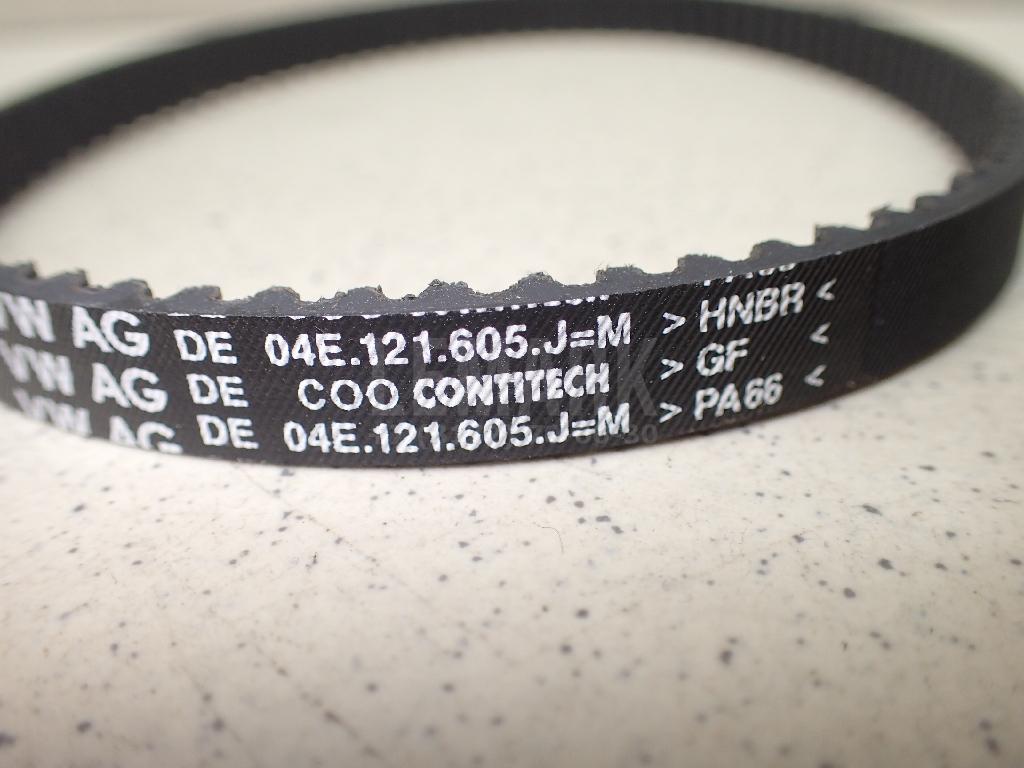 VW AG DE 04E.121.605.J=M >HNBR<
VW AG DE COO CONTITECH >GF<
VW AG DE 04E.121.605.J=M >PA66<